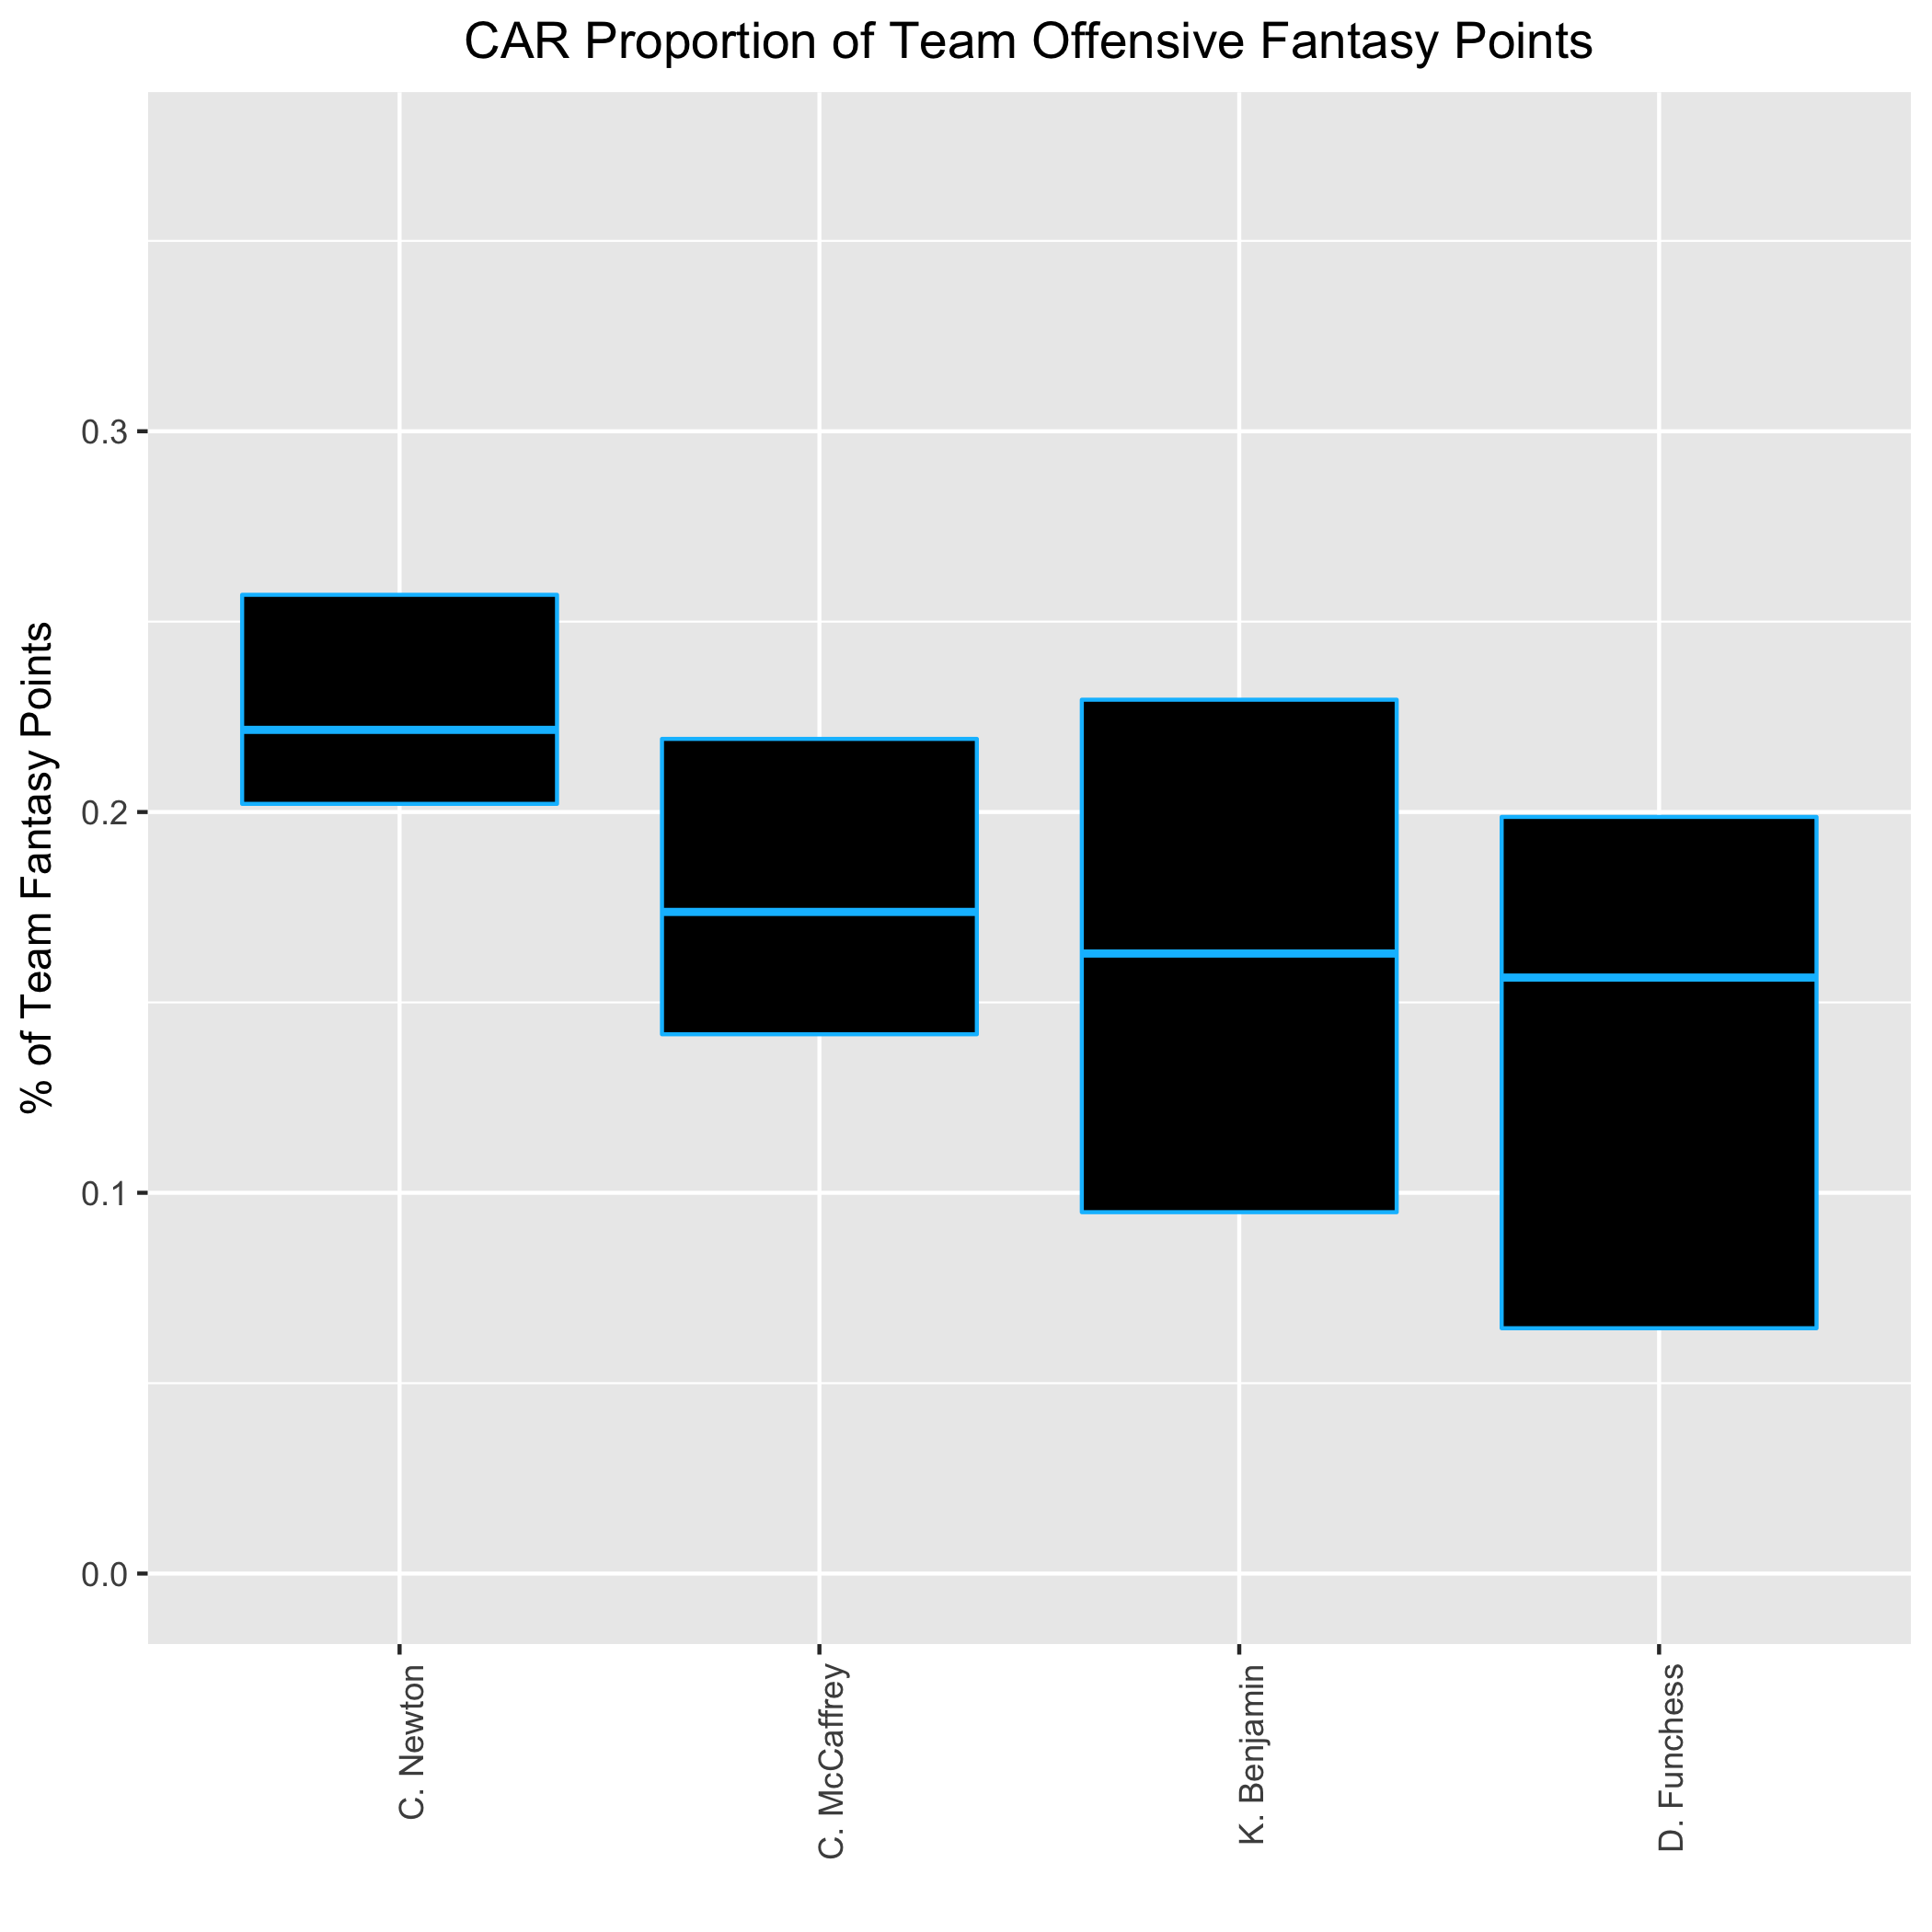 CAR Proportion of Team Offensive Fantasy Points
% of Team Fantasy Points
0.3
0.2
0.1
0.0
C. Newton
C. McCaffrey
K. Benjamin
D. Funchess